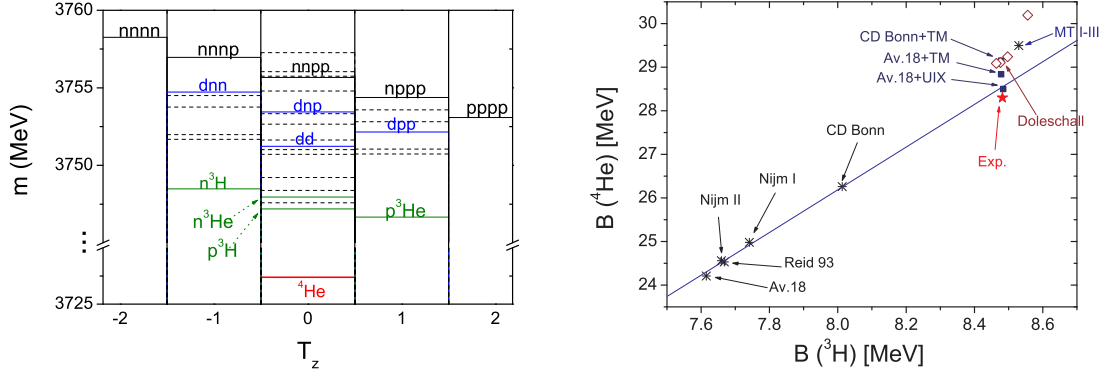 3760
3755
3750
⋮
3725
m (MeV)
nnnn
nnnp
nnpp
nppp
pppp
dnn
dnp
dpp
dd
n³H
n³He
p³H
p³He
⁴He
-2
-1
0
1
2
T_z
30
29
28
27
26
25
24
B (⁴He) [MeV]
CD Bonn+TM
MT I-III
Av.18+TM
Av.18+UIX
Doleschall
Exp.
CD Bonn
Nijm I
Nijm II
Reid 93
Av.18
7.6
7.8
8.0
8.2
8.4
8.6
B (³H) [MeV]